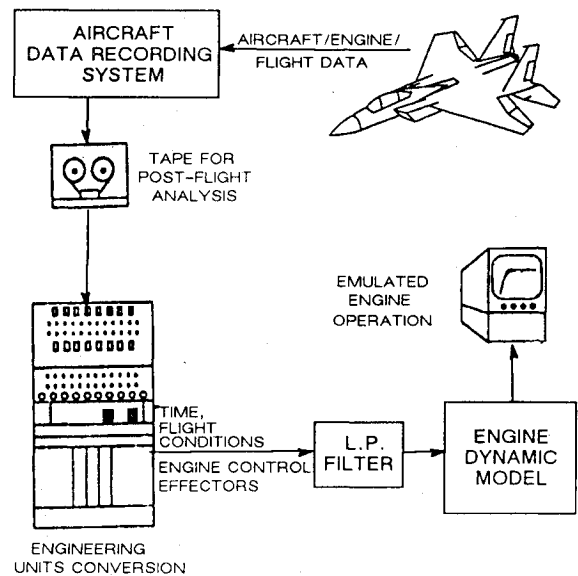 AIRCRAFT
DATA RECORDING
SYSTEM
AIRCRAFT/ENGINE/
FLIGHT DATA
TAPE FOR
POST-FLIGHT
ANALYSIS
EMULATED
ENGINE
OPERATION
TIME,
FLIGHT
CONDITIONS
ENGINE CONTROL
EFFECTORS
L.P.
FILTER
ENGINE
DYNAMIC
MODEL
ENGINEERING
UNITS CONVERSION